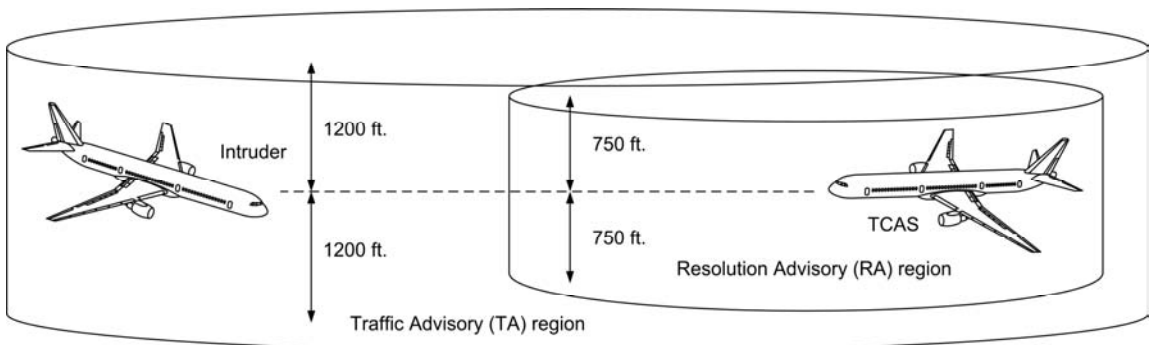 1200 ft.
750 ft.
Intruder
TCAS
1200 ft.
750 ft.
Resolution Advisory (RA) region
Traffic Advisory (TA) region